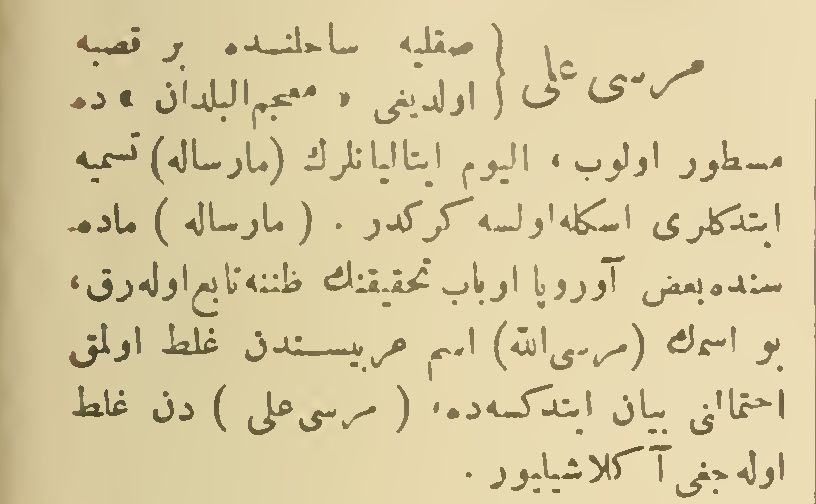 مرسی علی { صقلیه ساحلنده بر قصبه
اولدیغی « معجم البلدان » ده
مسطور اولوب ، الیوم ایتالیانلرك (مارساله) تسمیه
ایتدکلری اسکله اولسه کرکدر . ( مارساله ) ماده‌
سنده بعض آوروپا ارباب تحقیقنك ظننه تابع اوله‌رق ،
بو اسمك (مرسی الله) اسم عربیسندن غلط اولمق
احتمالنی بیان ایتدکسه‌ده ، ( مرسی علی ) دن غلط
اوله‌جغی آکلاشیلیور .